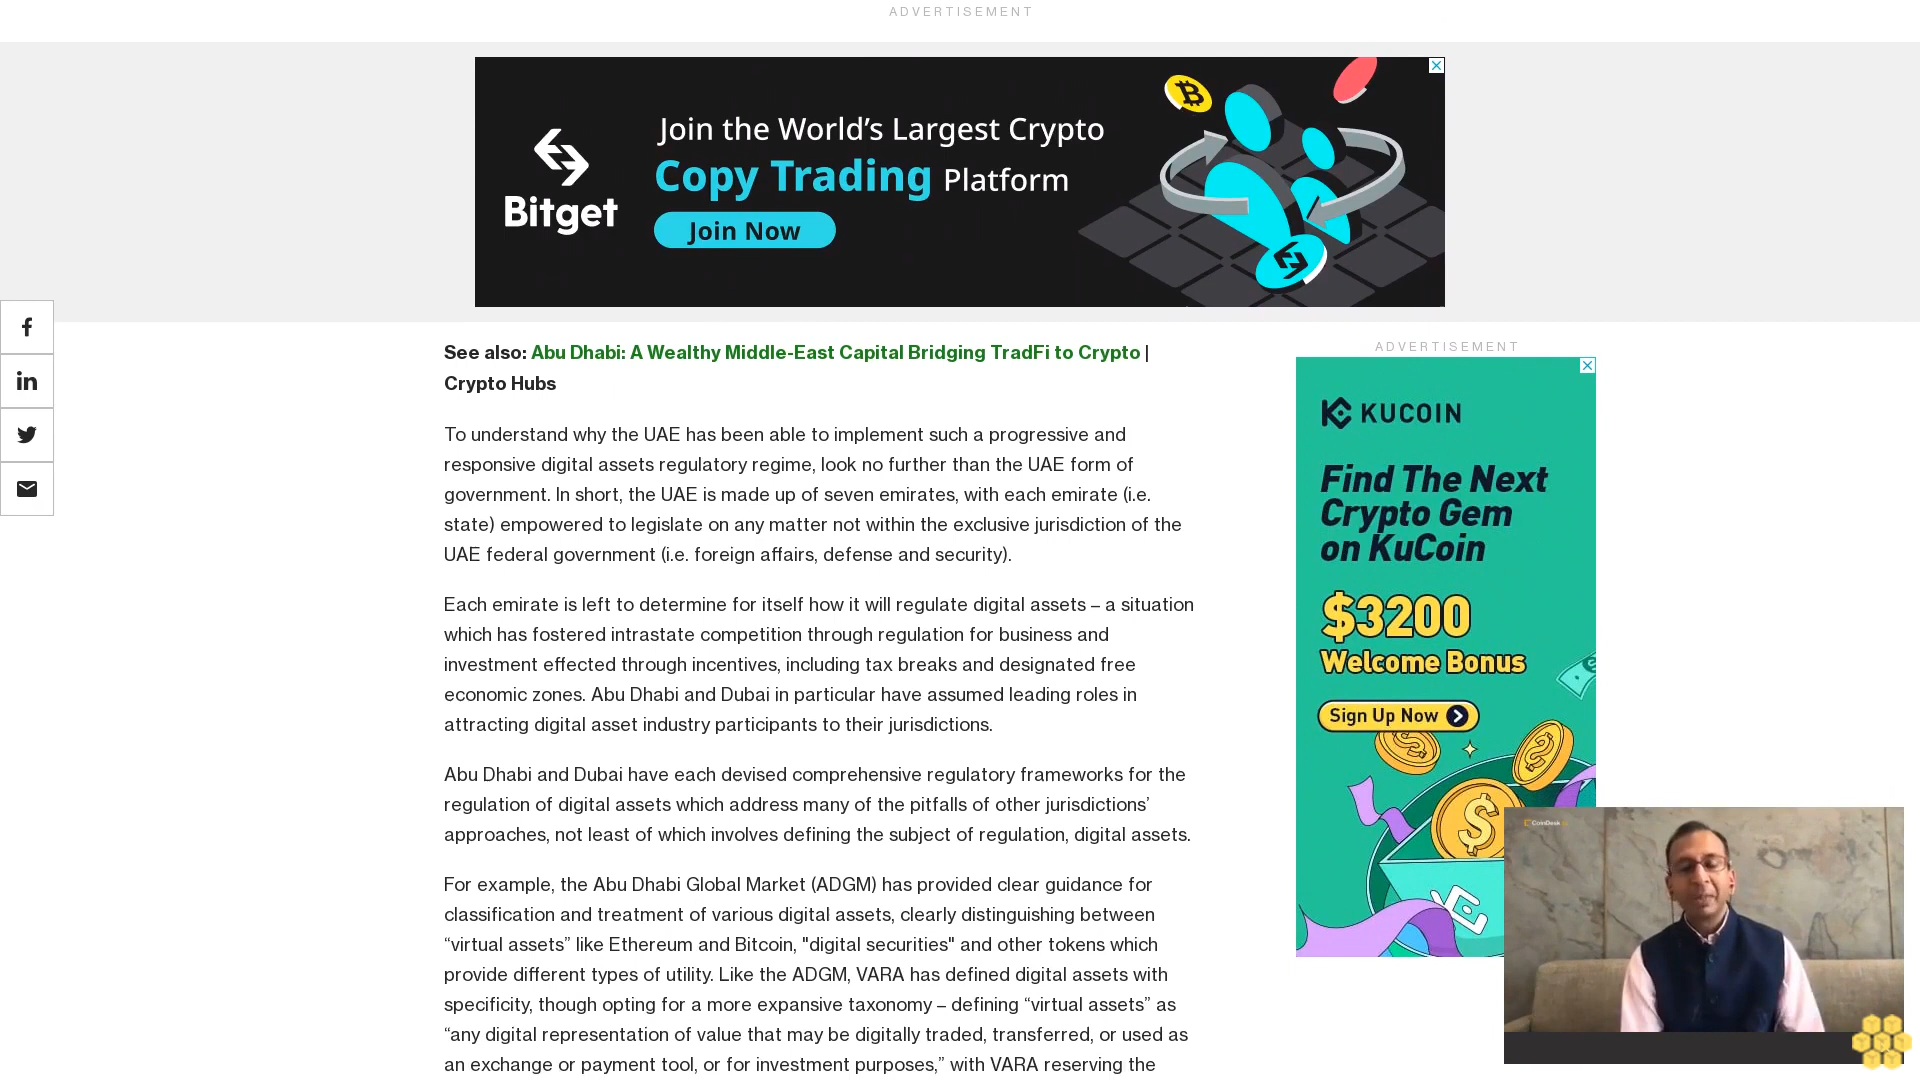 ADVERTISEMENT
Join the World's Largest Crypto
Copy Trading Platform
Bitget
Join Now
See also: Abu Dhabi: A Wealthy Middle-East Capital Bridging TradFi to Crypto |
Crypto Hubs
To understand why the UAE has been able to implement such a progressive and
responsive digital assets regulatory regime, look no further than the UAE form of
government. In short, the UAE is made up of seven emirates, with each emirate (i.e.
state) empowered to legislate on any matter not within the exclusive jurisdiction of the
UAE federal government (i.e. foreign affairs, defense and security).
Each emirate is left to determine for itself how it will regulate digital assets – a situation
which has fostered intrastate competition through regulation for business and
investment effected through incentives, including tax breaks and designated free
economic zones. Abu Dhabi and Dubai in particular have assumed leading roles in
attracting digital asset industry participants to their jurisdictions.
Abu Dhabi and Dubai have each devised comprehensive regulatory frameworks for the
regulation of digital assets which address many of the pitfalls of other jurisdictions’
approaches, not least of which involves defining the subject of regulation, digital assets.
For example, the Abu Dhabi Global Market (ADGM) has provided clear guidance for
classification and treatment of various digital assets, clearly distinguishing between
“virtual assets” like Ethereum and Bitcoin, "digital securities" and other tokens which
provide different types of utility. Like the ADGM, VARA has defined digital assets with
specificity, though opting for a more expansive taxonomy – defining “virtual assets” as
“any digital representation of value that may be digitally traded, transferred, or used as
an exchange or payment tool, or for investment purposes,” with VARA reserving the
ADVERTISEMENT
KUCOIN
Find The Next
Crypto Gem
on KuCoin
$3200
Welcome Bonus
Sign Up Now
CoinDesk